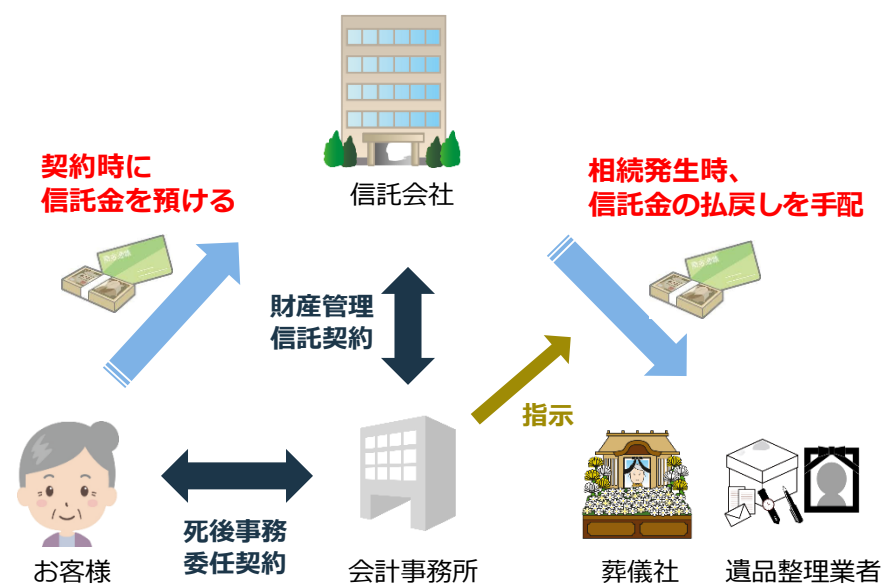 信託会社
契約時に
信託金を預ける
相続発生時、
信託金の払戻しを手配
財産管理
信託契約
指示
死後事務
委任契約
お客様
会計事務所
葬儀社
遺品整理業者